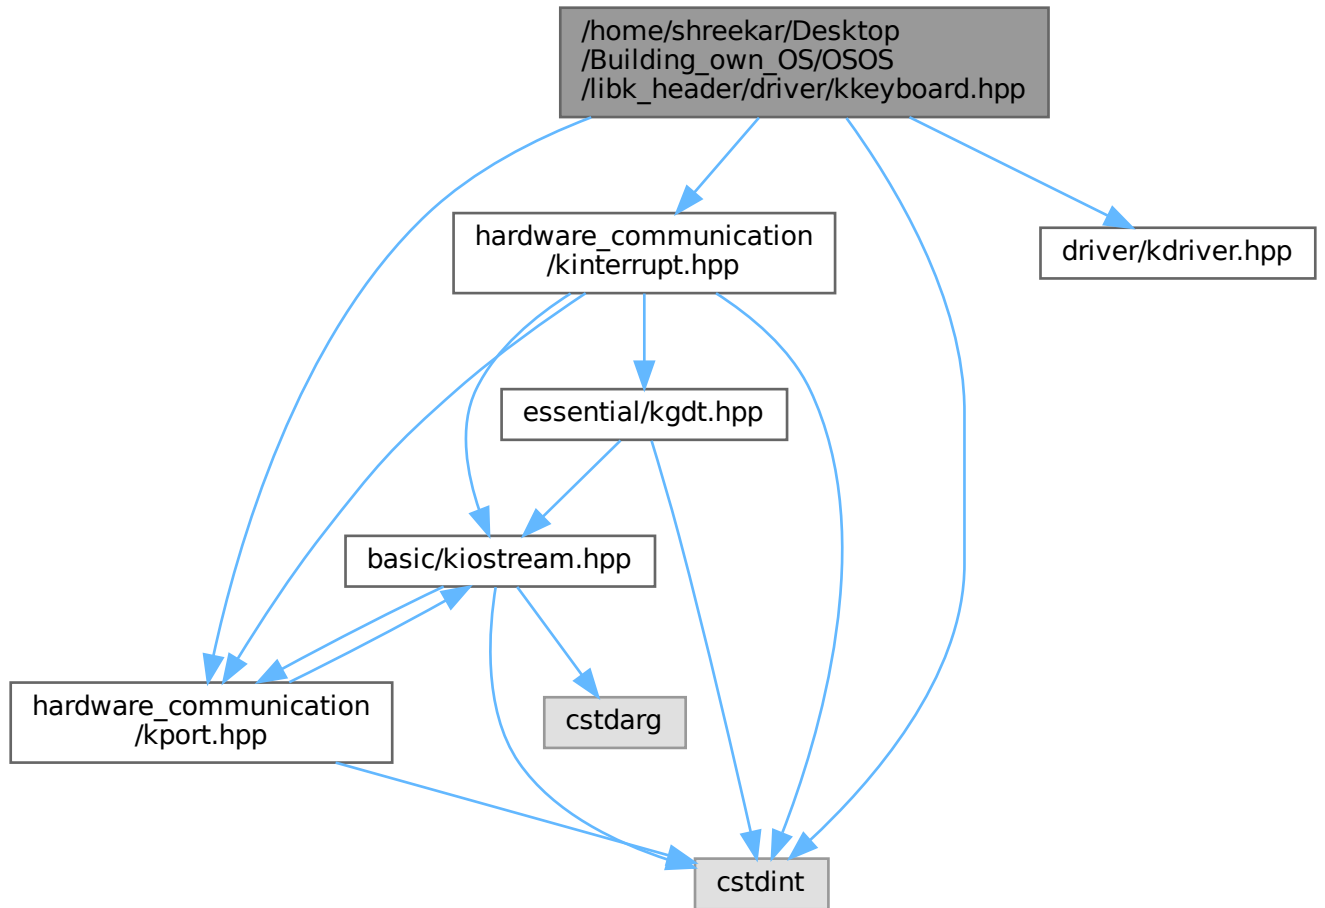 /home/shreekar/Desktop
/Building_own_OS/OSOS
/libk_header/driver/kkeyboard.hpp
hardware_communication
/kinterrupt.hpp
driver/kdriver.hpp
essential/kgdt.hpp
basic/kiostream.hpp
hardware_communication
/kport.hpp
cstdarg
cstdint